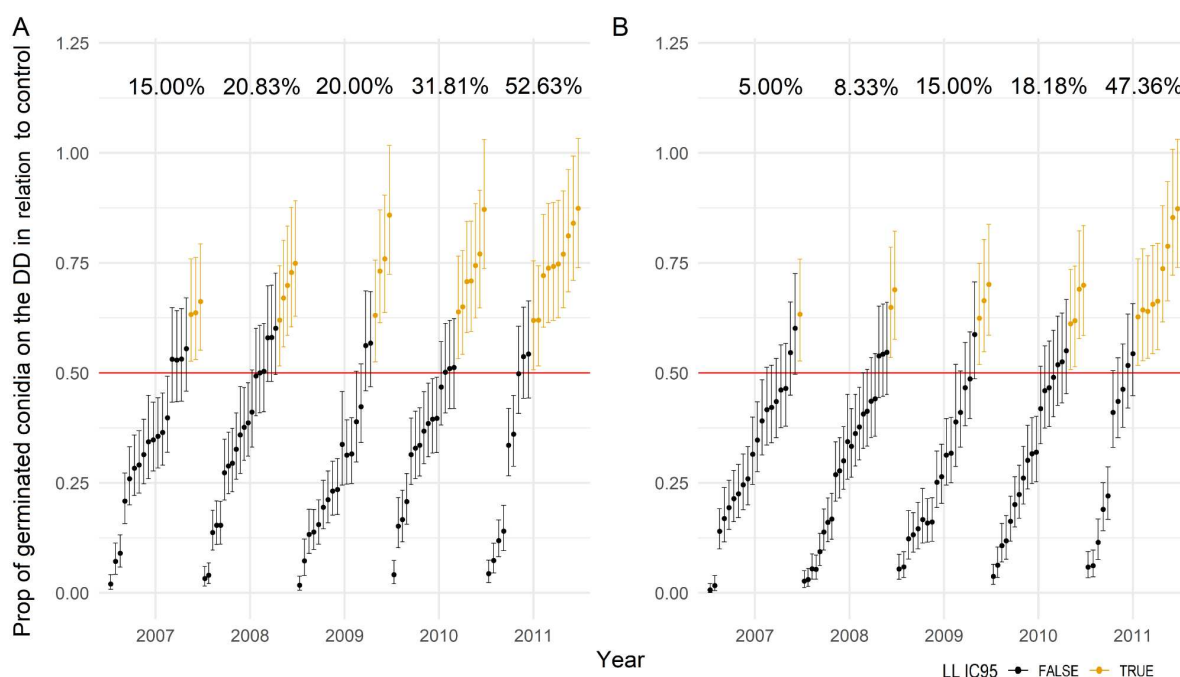 A
B
Prop of germinated conidia on the DD in relation to control
1.25
1.00
0.75
0.50
0.25
0.00
15.00% 20.83% 20.00% 31.81% 52.63%
2007 2008 2009 2010 2011
1.25
1.00
0.75
0.50
0.25
0.00
5.00% 8.33% 15.00% 18.18% 47.36%
2007 2008 2009 2010 2011
Year
LL IC95 FALSE TRUE